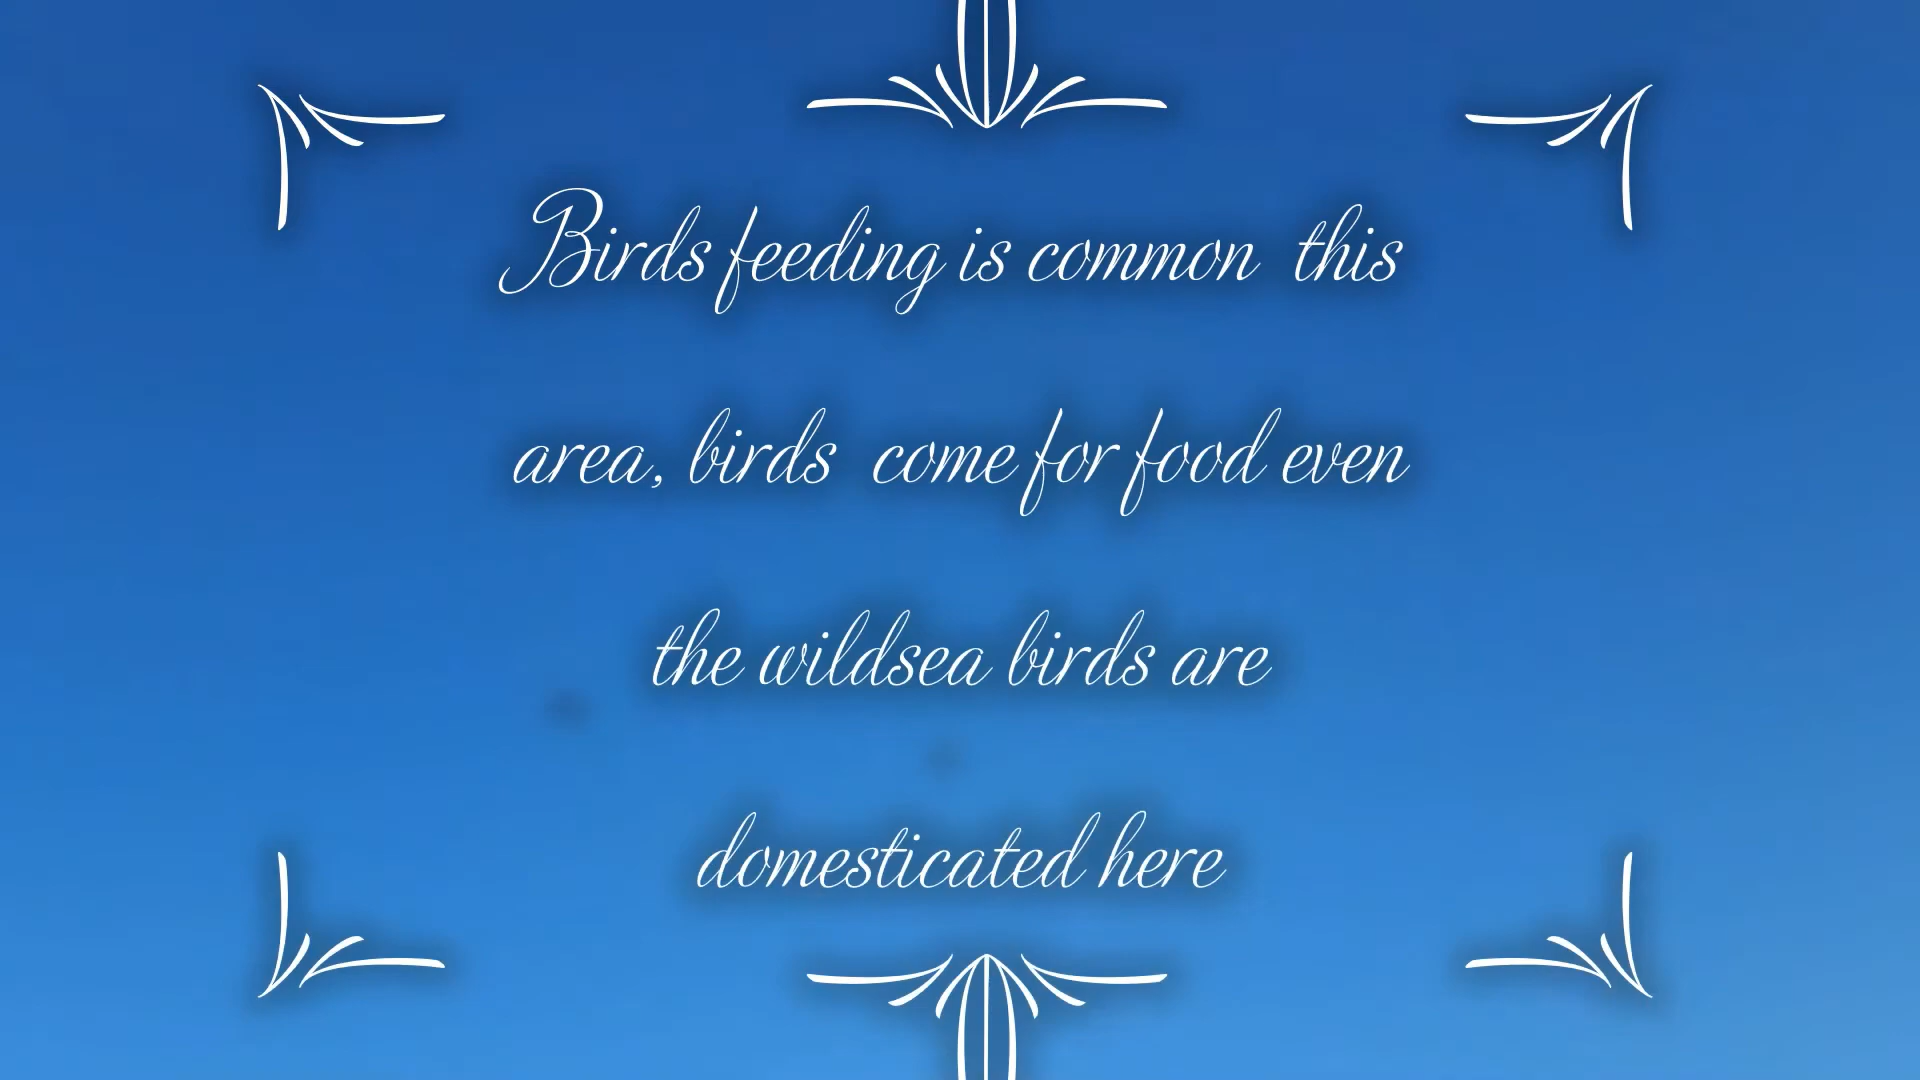 Birds feeding is common  this
area, birds  come for food even
the wildsea birds are
domesticated here